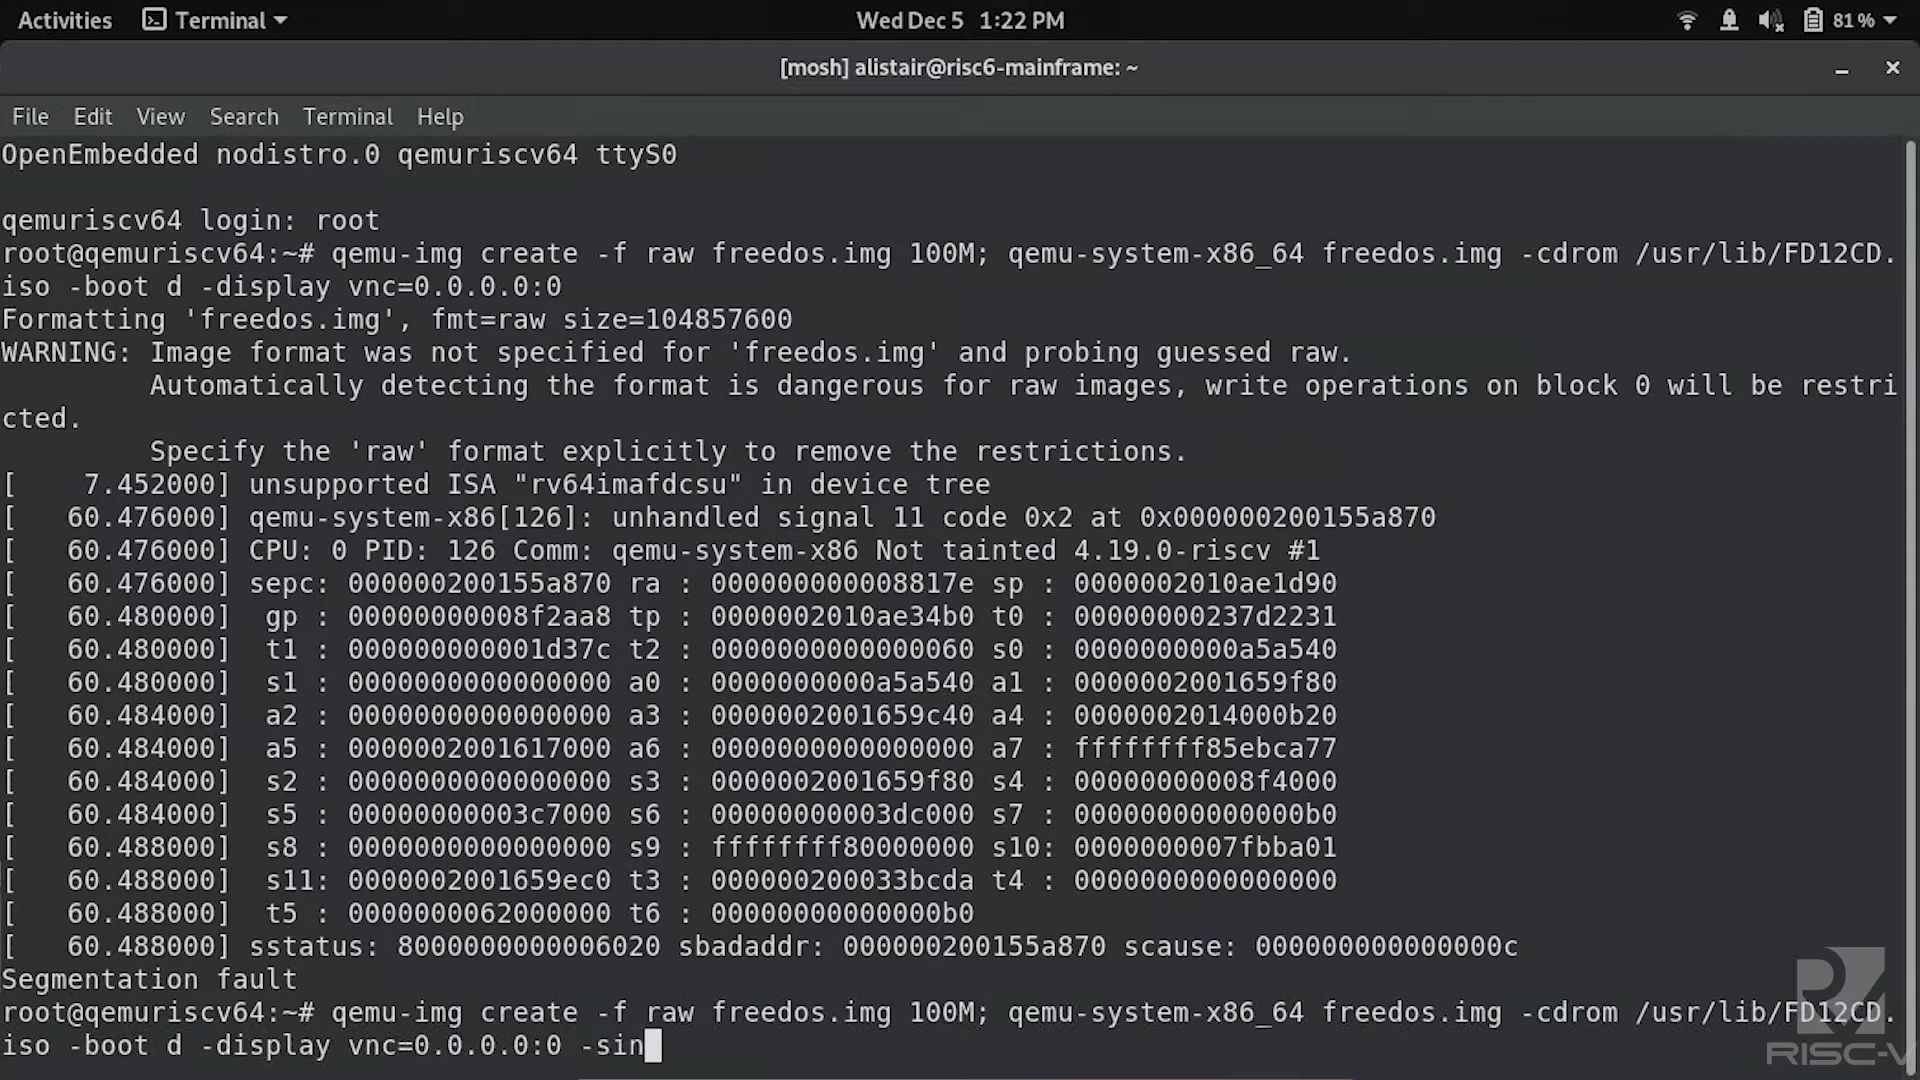 Activities Terminal Wed Dec 5 1:22 PM 81%
[mosh] alistair@risc6-mainframe: ~
File Edit View Search Terminal Help
OpenEmbedded nodistro.0 qemuriscv64 ttyS0
qemuriscv64 login: root
root@qemuriscv64:~# qemu-img create -f raw freedos.img 100M; qemu-system-x86_64 freedos.img -cdrom /usr/lib/FD12CD.
iso -boot d -display vnc=0.0.0.0:0
Formatting 'freedos.img', fmt=raw size=104857600
WARNING: Image format was not specified for 'freedos.img' and probing guessed raw.
         Automatically detecting the format is dangerous for raw images, write operations on block 0 will be restri
cted.
         Specify the 'raw' format explicitly to remove the restrictions.
[    7.452000] unsupported ISA "rv64imafdcsu" in device tree
[   60.476000] qemu-system-x86[126]: unhandled signal 11 code 0x2 at 0x000000200155a870
[   60.476000] CPU: 0 PID: 126 Comm: qemu-system-x86 Not tainted 4.19.0-riscv #1
[   60.476000] sepc: 000000200155a870 ra : 000000000008817e sp : 0000002010ae1d90
[   60.480000]  gp : 00000000008f2aa8 tp : 0000002010ae34b0 t0 : 00000000237d2231
[   60.480000]  t1 : 000000000001d37c t2 : 0000000000000060 s0 : 0000000000a5a540
[   60.480000]  s1 : 0000000000000000 a0 : 0000000000a5a540 a1 : 0000002001659f80
[   60.484000]  a2 : 0000000000000000 a3 : 0000002001659c40 a4 : 0000002014000b20
[   60.484000]  a5 : 0000002001617000 a6 : 0000000000000000 a7 : ffffffff85ebca77
[   60.484000]  s2 : 0000000000000000 s3 : 0000002001659f80 s4 : 00000000008f4000
[   60.484000]  s5 : 00000000003c7000 s6 : 00000000003dc000 s7 : 00000000000000b0
[   60.488000]  s8 : 0000000000000000 s9 : ffffffff80000000 s10: 0000000007fbba01
[   60.488000]  s11: 0000002001659ec0 t3 : 000000200033bcda t4 : 0000000000000000
[   60.488000]  t5 : 0000000062000000 t6 : 00000000000000b0
[   60.488000] sstatus: 8000000000006020 sbadaddr: 000000200155a870 scause: 000000000000000c
Segmentation fault
root@qemuriscv64:~# qemu-img create -f raw freedos.img 100M; qemu-system-x86_64 freedos.img -cdrom /usr/lib/FD12CD.
iso -boot d -display vnc=0.0.0.0:0 -sin
RISC-V